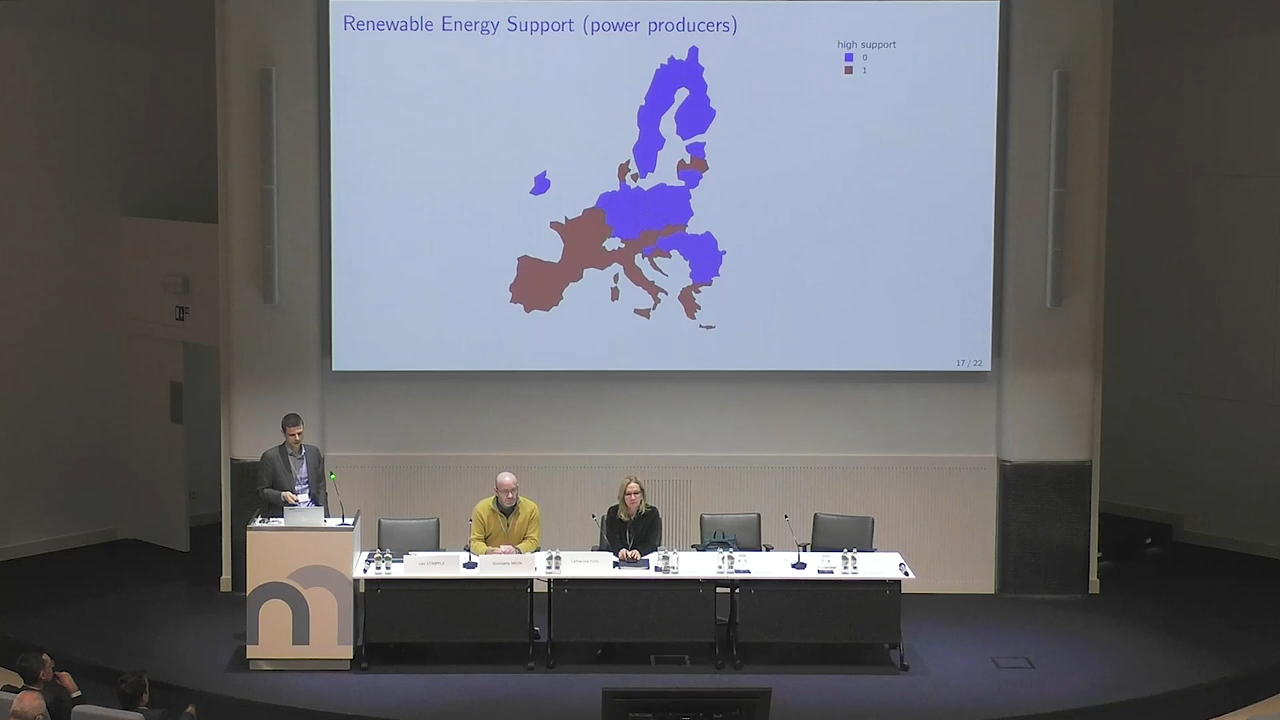 Renewable Energy Support (power producers)
high support
0
1
17 / 22